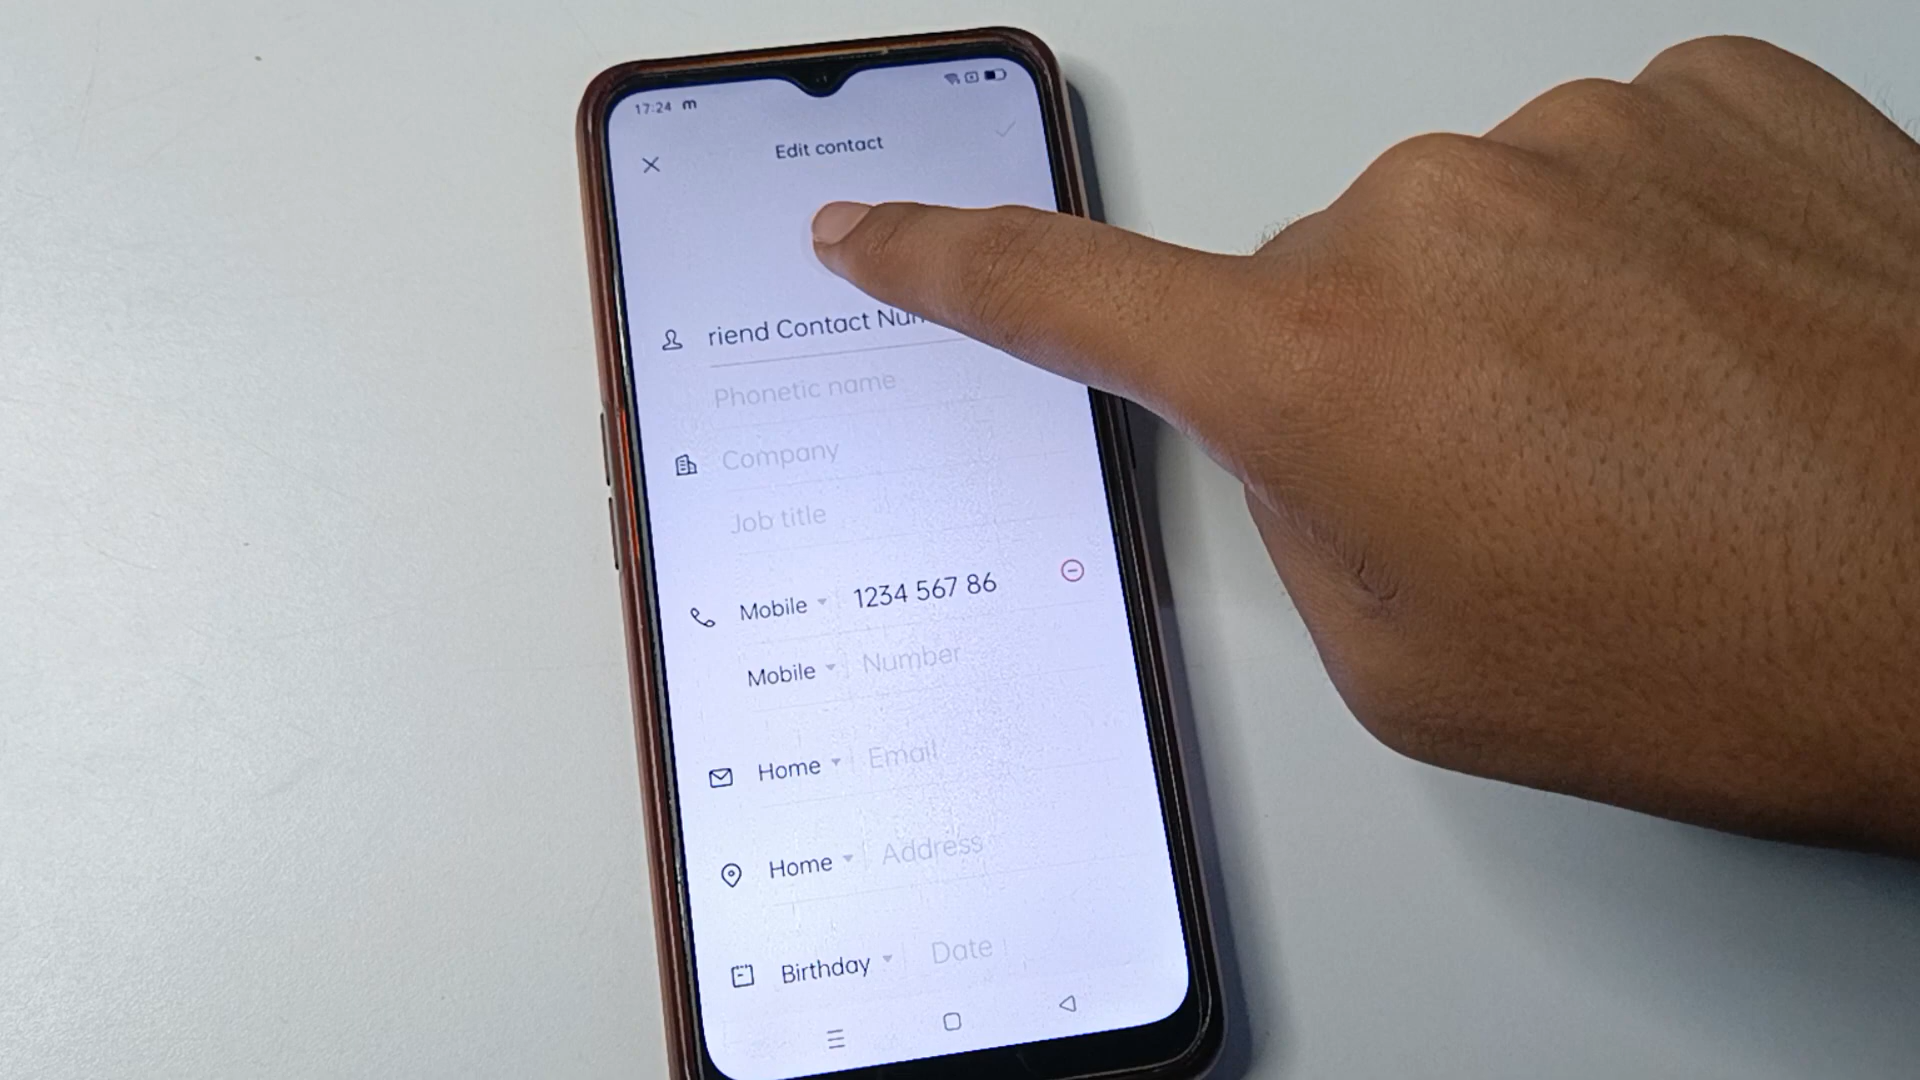 17:24 m
Edit contact
riend Contact
Phonetic name
Company
Job title
Mobile 1234 567 86
Mobile Number
Home Email
Home Address
Birthday Date